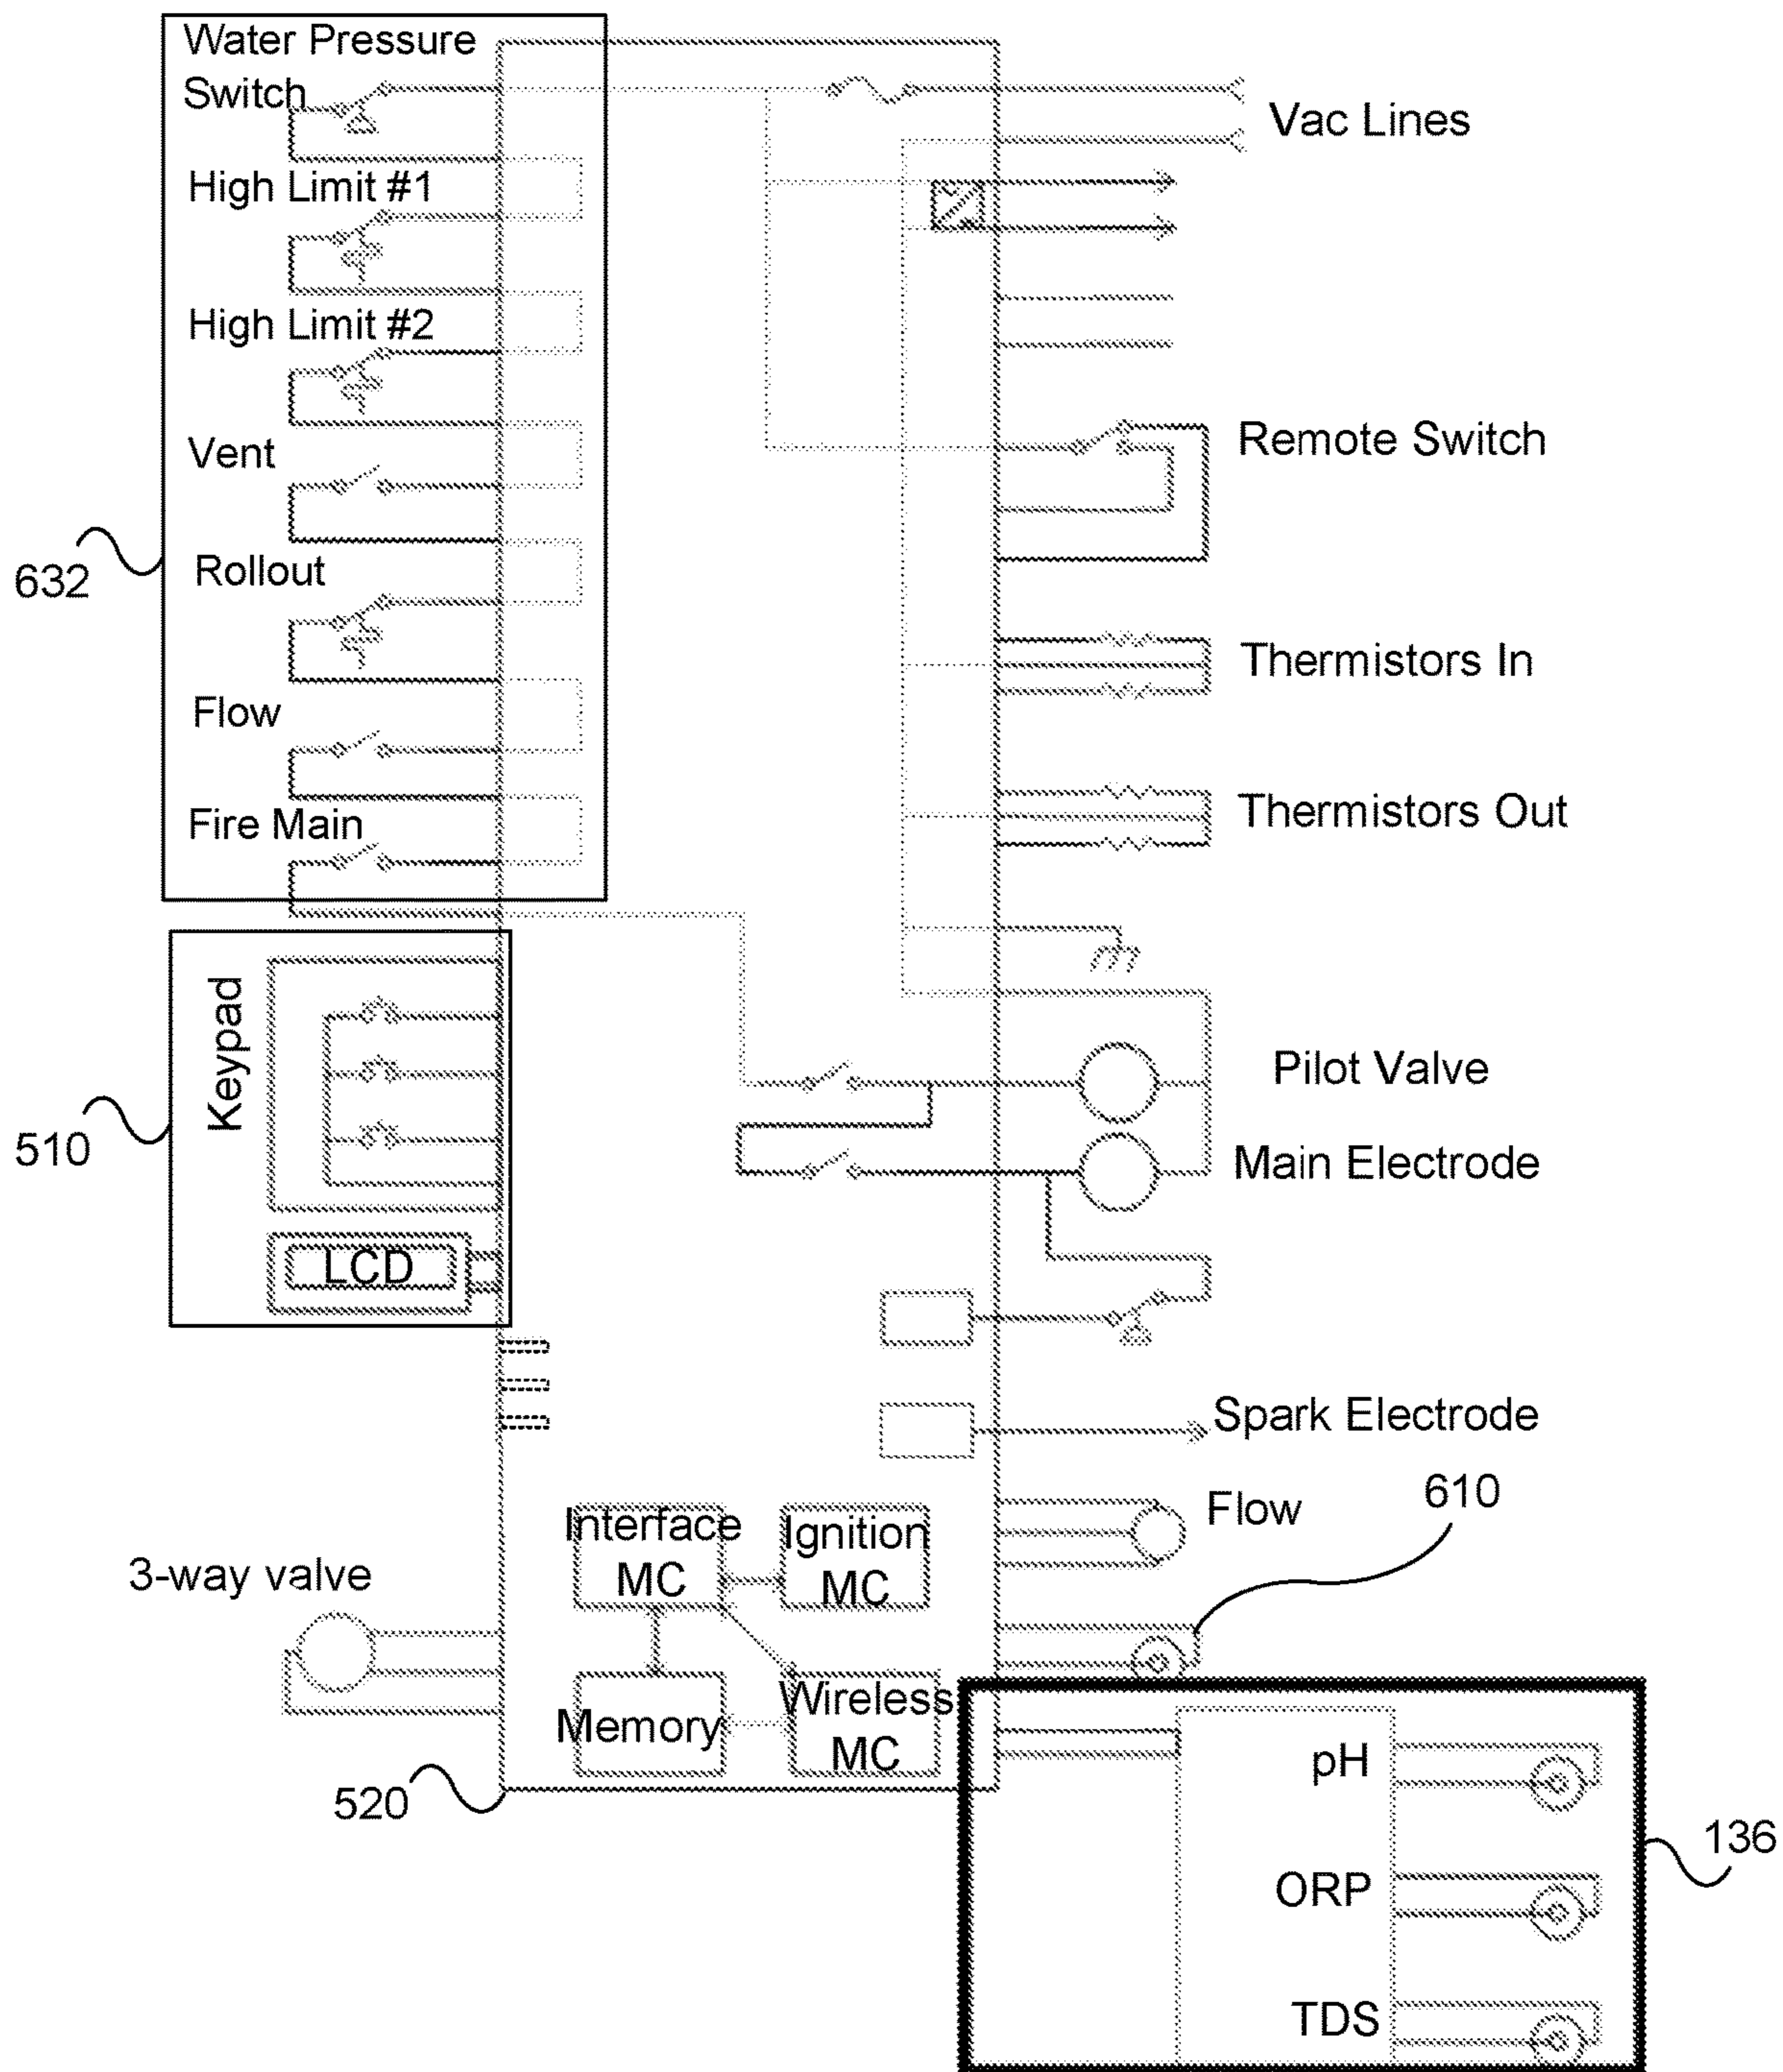 Water Pressure
Switch
Vac Lines
High Limit #1
High Limit #2
Remote Switch
Vent
632
Rollout
Thermistors In
Flow
Thermistors Out
Fire Main
Keypad
510
Pilot Valve
Main Electrode
LCD
Spark Electrode
610
Flow
Interface
MC
Ignition
MC
3-way valve
Memory
Wireless
MC
520
pH
136
ORP
TDS